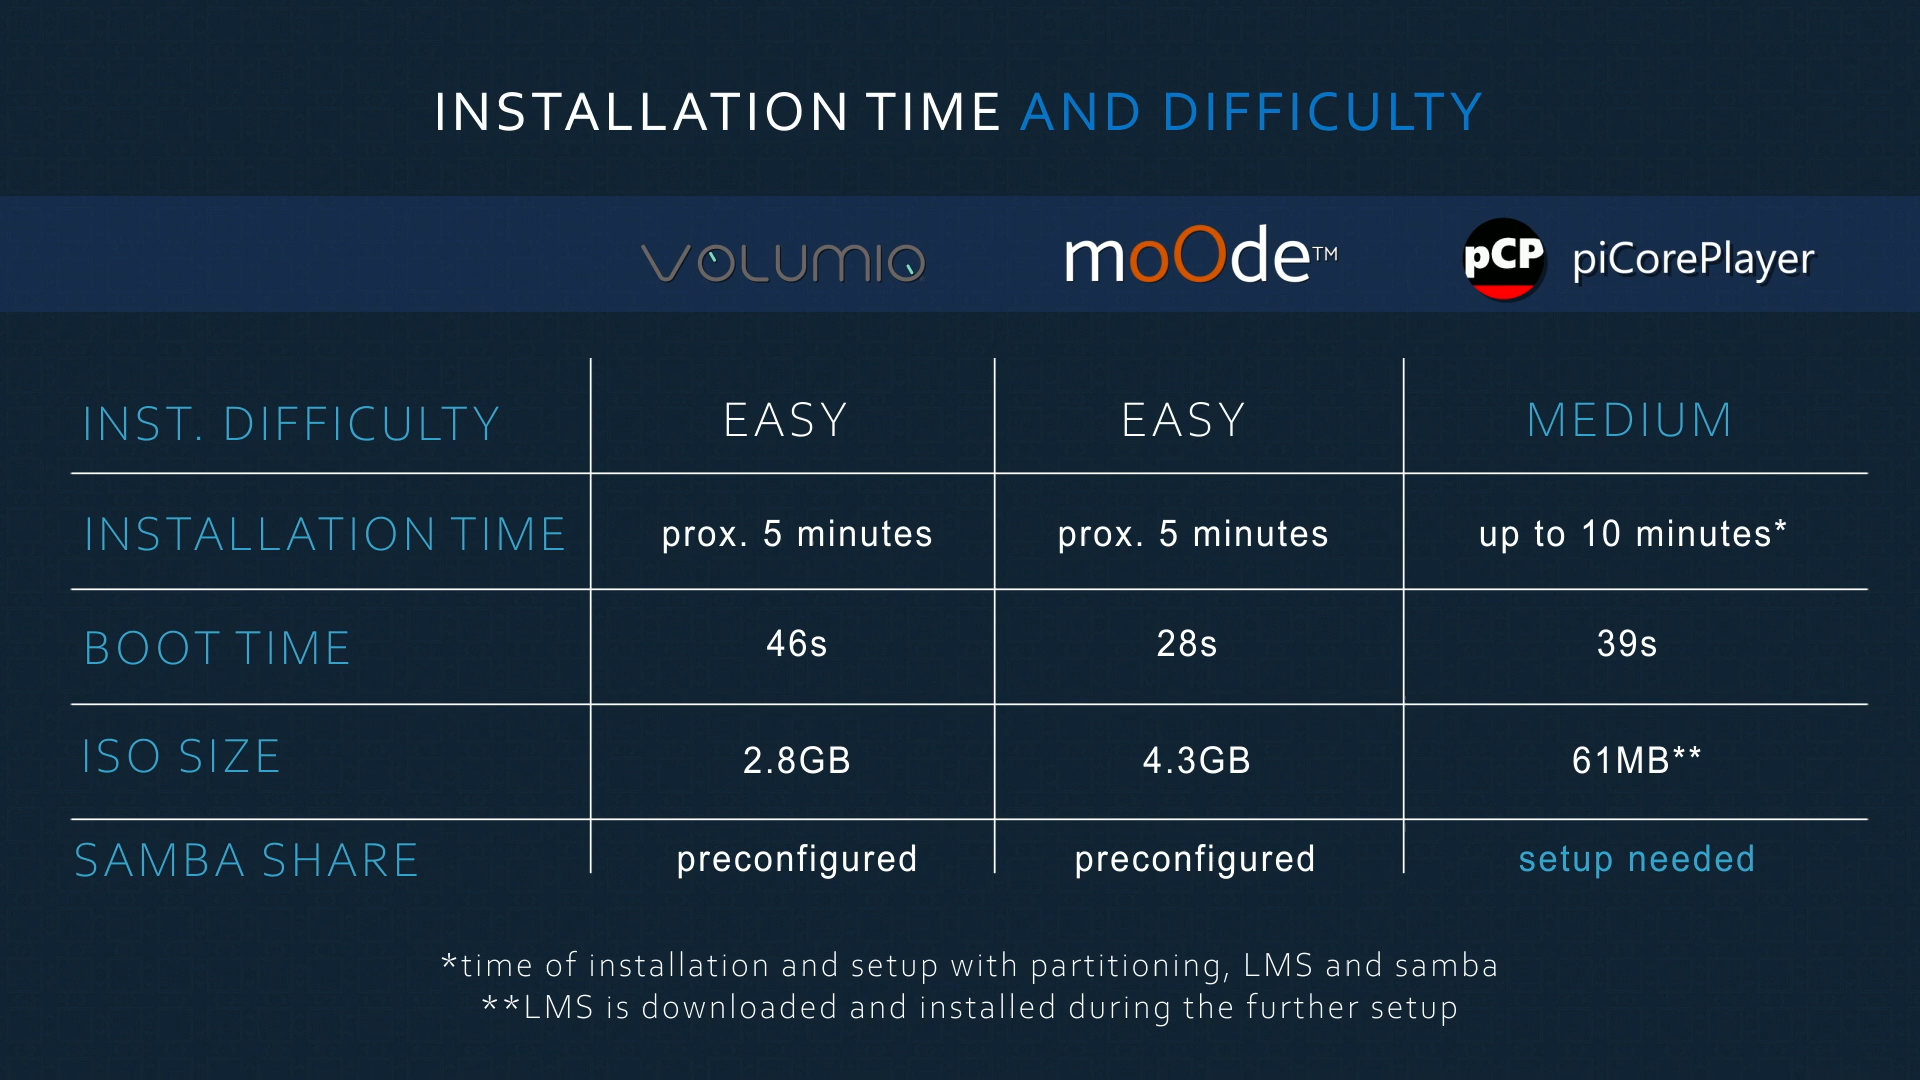 INSTALLATION TIME AND DIFFICULTY
VOLUMIO moOde™ pCP piCorePlayer
INST. DIFFICULTY EASY EASY MEDIUM
INSTALLATION TIME prox. 5 minutes prox. 5 minutes up to 10 minutes*
BOOT TIME 46s 28s 39s
ISO SIZE 2.8GB 4.3GB 61MB**
SAMBA SHARE preconfigured preconfigured setup needed
*time of installation and setup with partitioning, LMS and samba
**LMS is downloaded and installed during the further setup